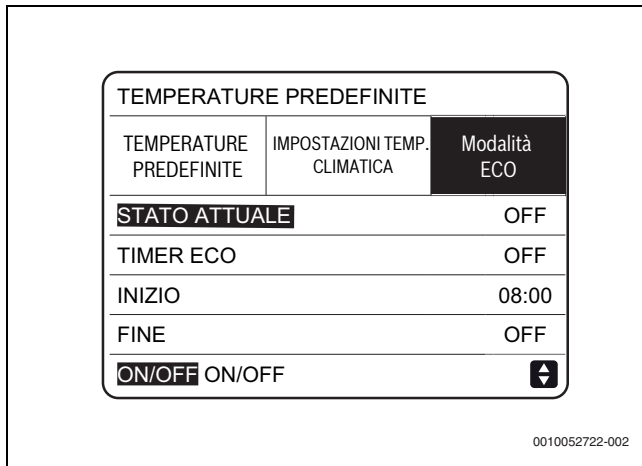 TEMPERATURE PREDEFINITE
TEMPERATURE
PREDEFINITE
IMPOSTAZIONI TEMP.
CLIMATICA
Modalità
ECO
STATO ATTUALE OFF
TIMER ECO OFF
INIZIO 08:00
FINE OFF
ON/OFF ON/OFF
0010052722-002